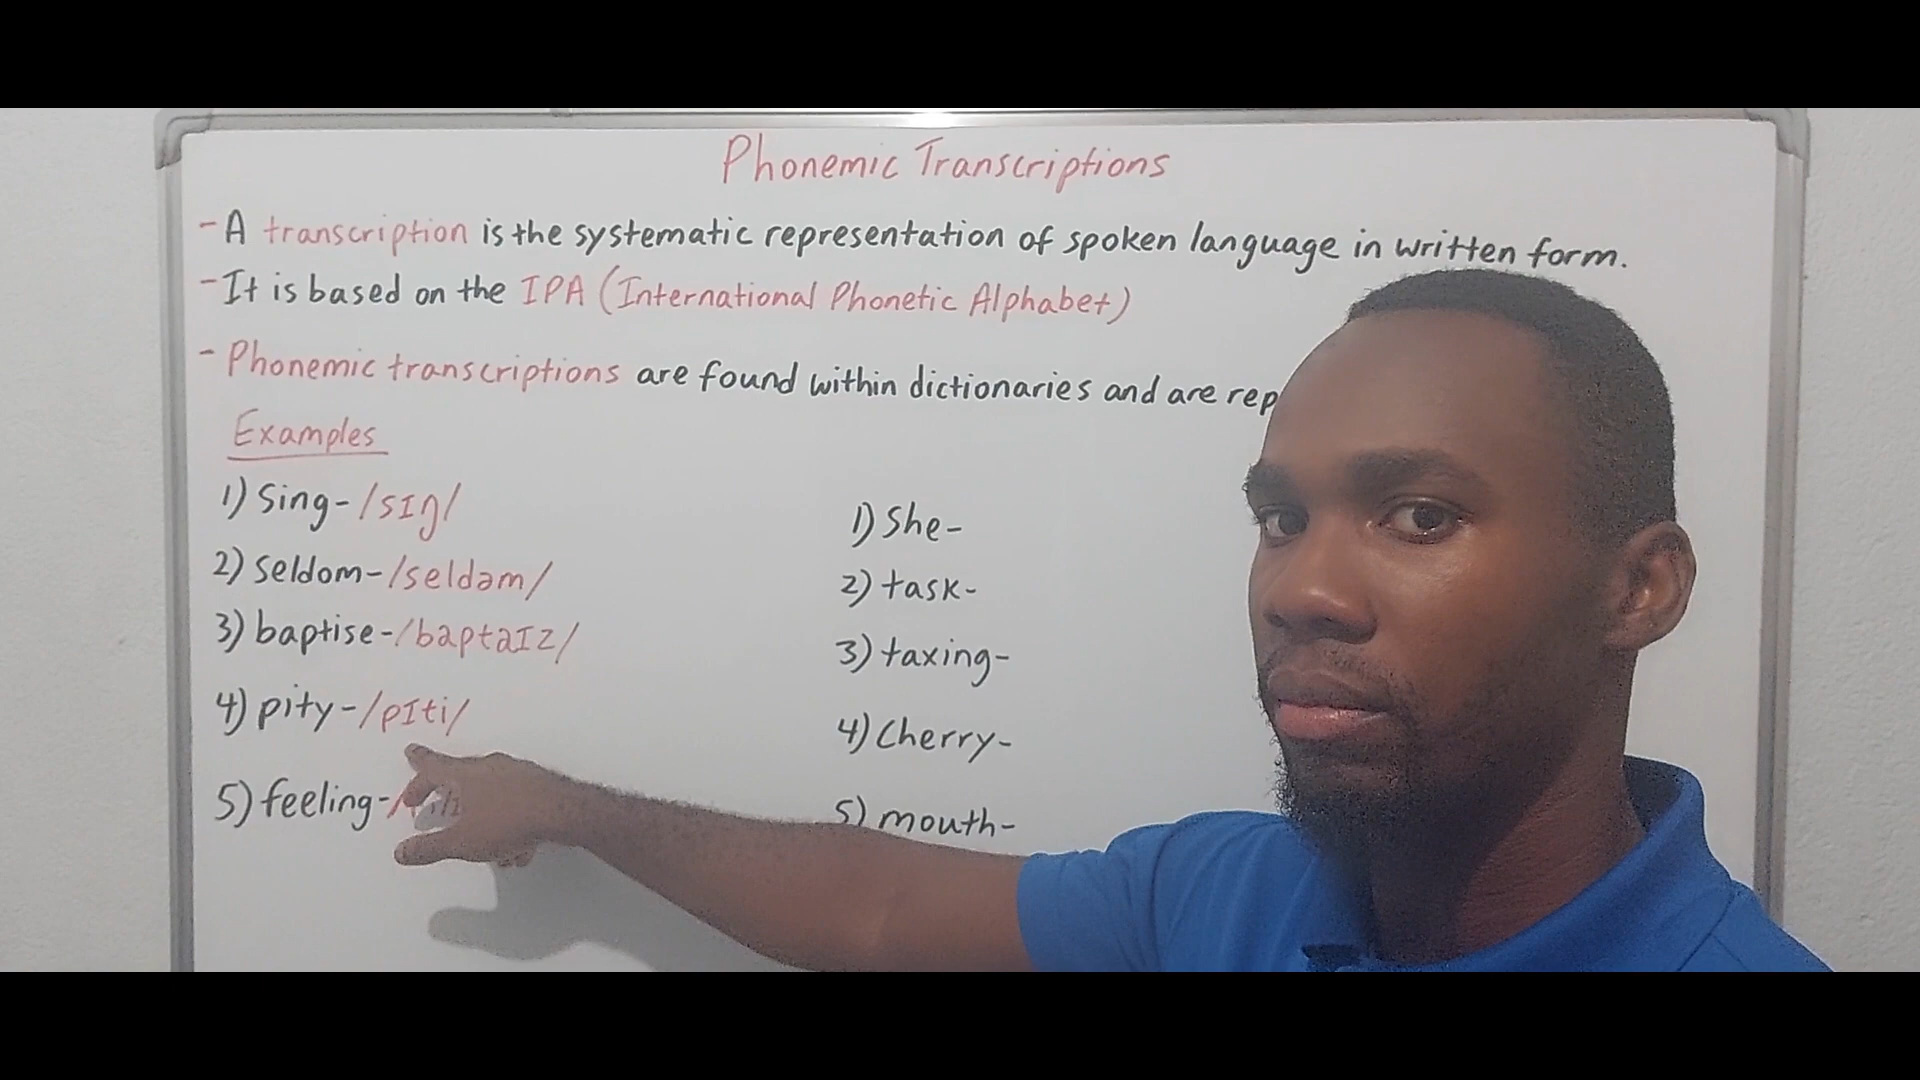 Phonemic Transcriptions
- A transcription is the systematic representation of spoken language in written form.
- It is based on the IPA (International Phonetic Alphabet)
- Phonemic transcriptions are found within dictionaries and are
Examples
1) Sing - /sɪŋ/
2) seldom - /seldəm/
3) baptise - /baptaɪz/
4) pity - /pɪti/
5) feeling -
1) She -
2) task -
3) taxing -
4) Cherry -
5) mouth -